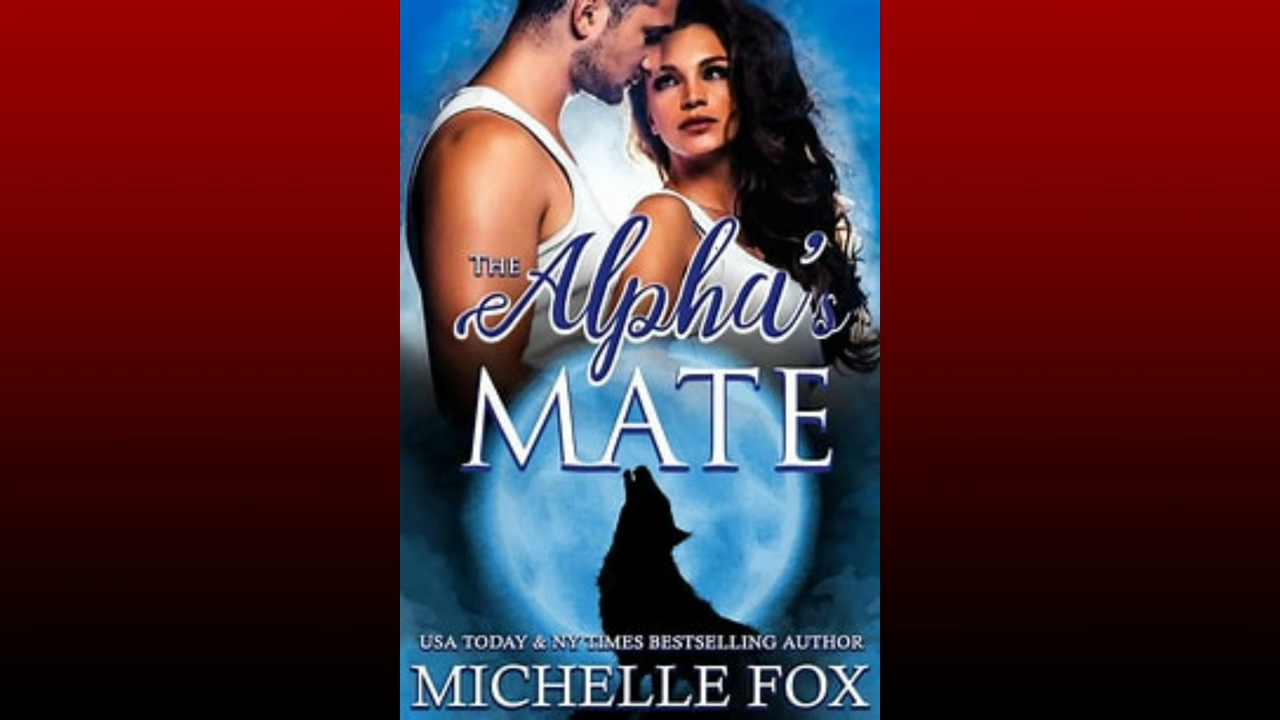 THE
Alpha's
MATE
USA TODAY & NY TIMES BESTSELLING AUTHOR
MICHELLE FOX